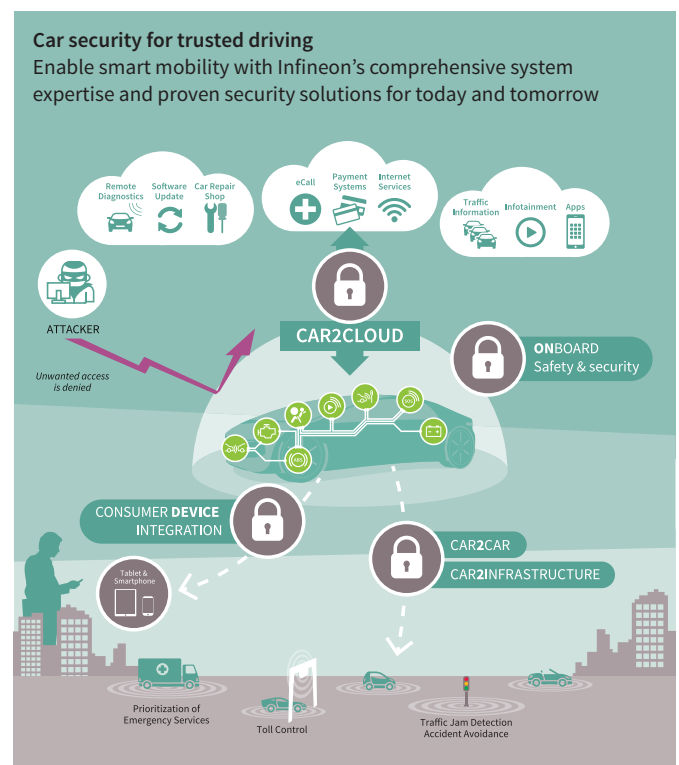 Car security for trusted driving
Enable smart mobility with Infineon's comprehensive system
expertise and proven security solutions for today and tomorrow
Remote
Diagnostics
Software
Update
Car Repair
Shop
eCall
Payment
Systems
Internet
Services
Traffic
Information
Infotainment
Apps
ATTACKER
Unwanted access
is denied
CAR2CLOUD
ONBOARD
Safety & security
SOS
ABS
CONSUMER DEVICE
INTEGRATION
CAR2CAR
CAR2INFRASTRUCTURE
Tablet &
Smartphone
Prioritization of
Emergency Services
Toll Control
Traffic Jam Detection
Accident Avoidance